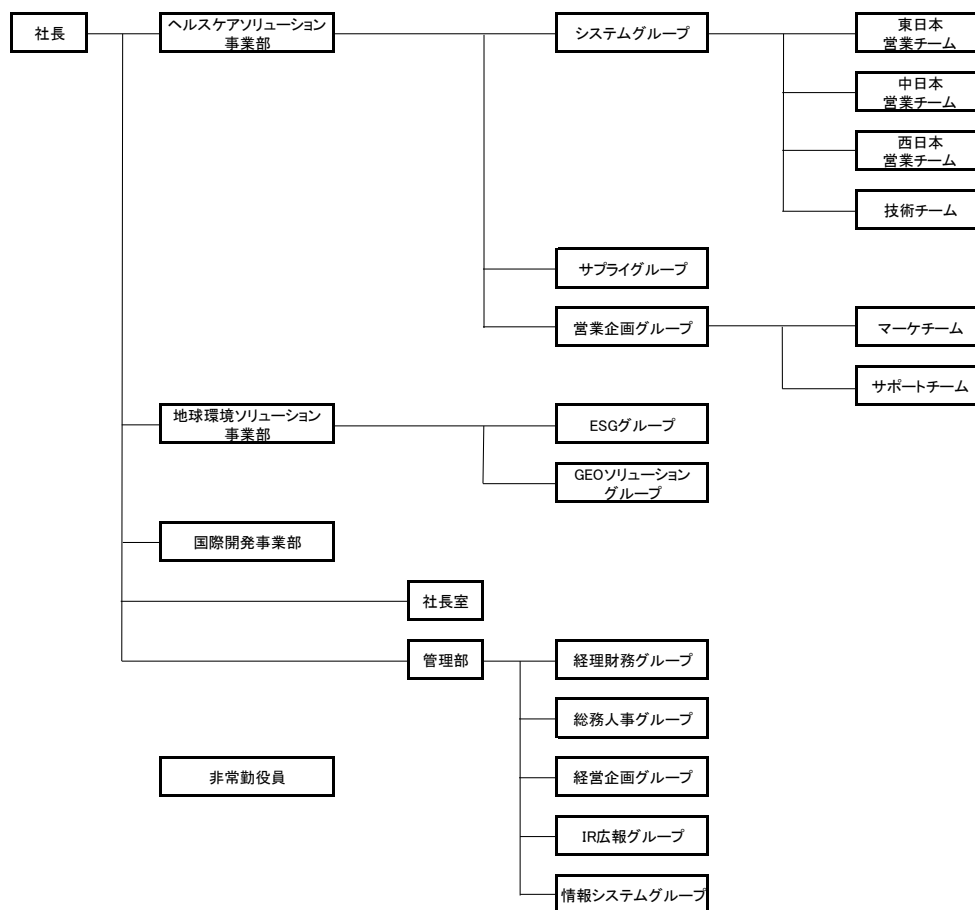 社長
ヘルスケアソリューション
事業部
システムグループ
東日本
営業チーム
中日本
営業チーム
西日本
営業チーム
技術チーム
サプライグループ
営業企画グループ
マーケチーム
サポートチーム
地球環境ソリューション
事業部
ESGグループ
GEOソリューション
グループ
国際開発事業部
社長室
管理部
経理財務グループ
総務人事グループ
非常勤役員
経営企画グループ
IR広報グループ
情報システムグループ